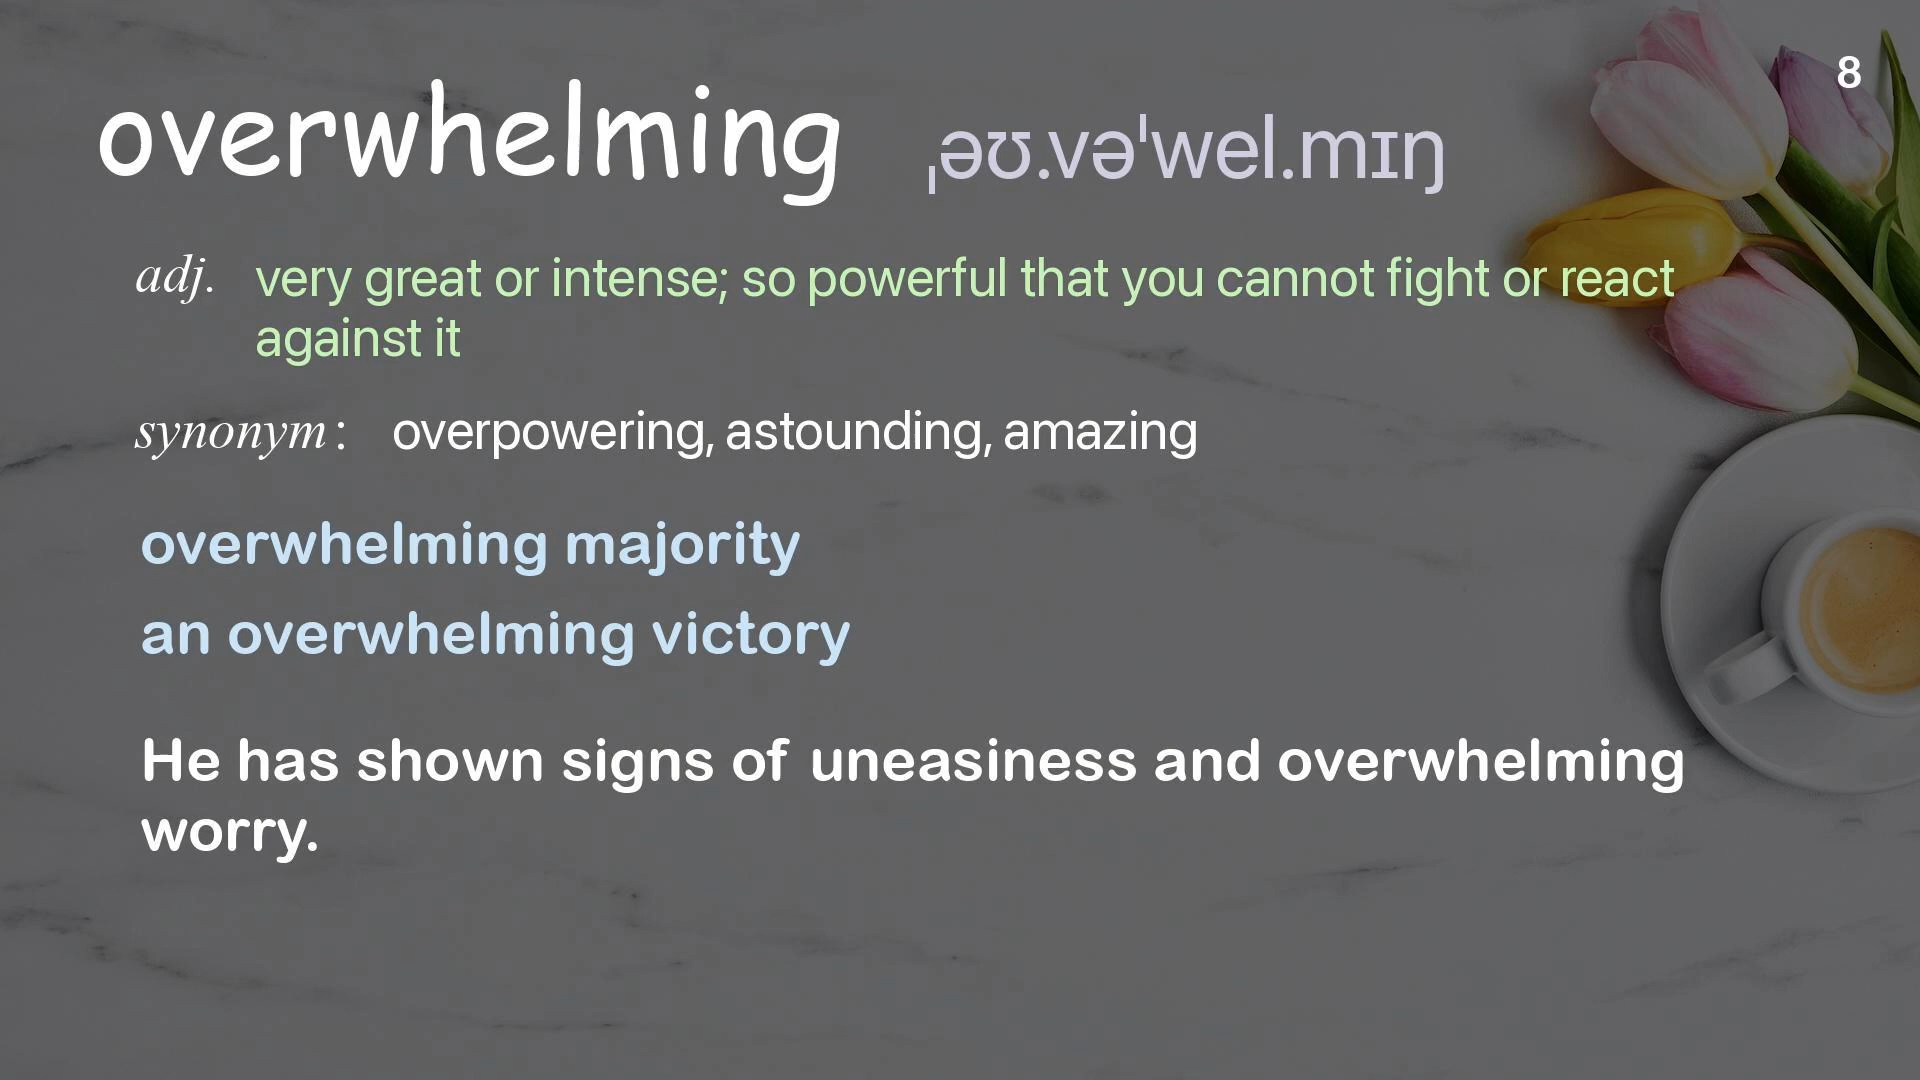 8
overwhelming ˌəʊ.vəˈwel.mɪŋ
adj. very great or intense; so powerful that you cannot fight or react
against it
synonym: overpowering, astounding, amazing
overwhelming majority
an overwhelming victory
He has shown signs of uneasiness and overwhelming
worry.